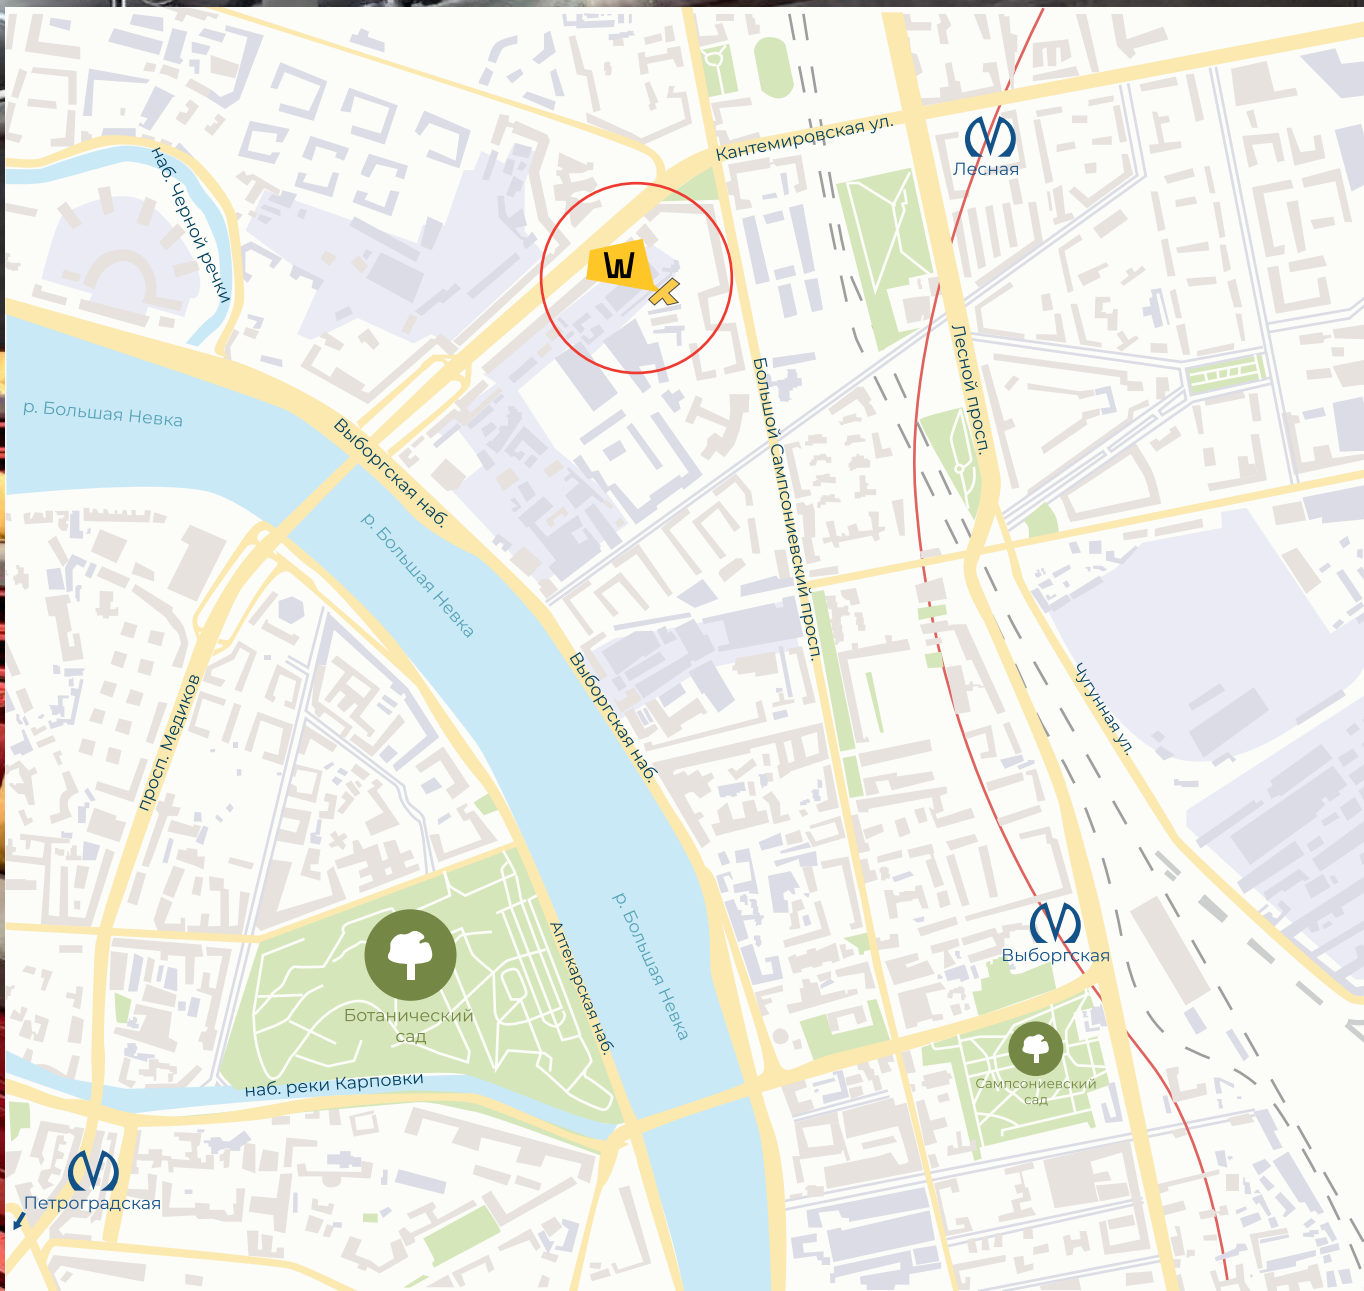 Кантемировская ул.
Лесная
наб. Черной речки
W
Лесной просп.
Большой Сампсониевский просп.
р. Большая Невка
Выборгская наб.
р. Большая Невка
Выборгская наб.
Чугунная ул.
просп. Медиков
р. Большая Невка
Аптекарская наб.
Выборгская
Ботанический
сад
Сампсониевский
сад
наб. реки Карповки
Петроградская